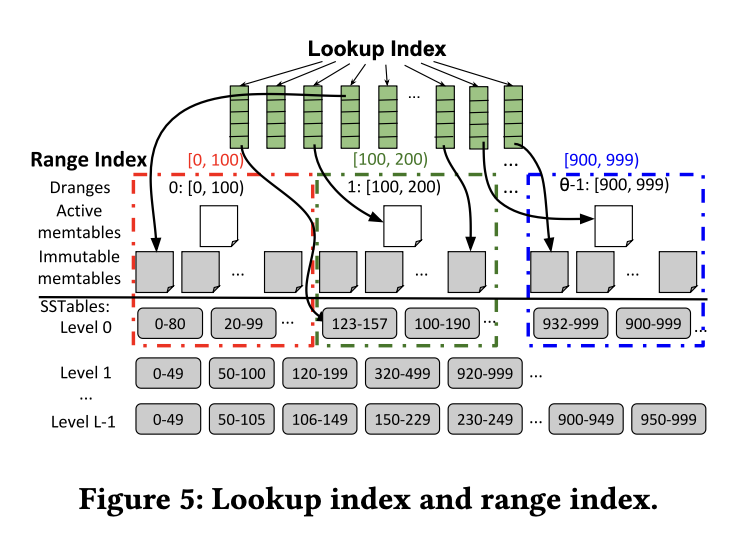 Lookup Index
...
Range Index [0, 100) [100, 200) ... [900, 999)
Dranges 0: [0, 100) 1: [100, 200) ... θ-1: [900, 999)
Active
memtables
Immutable
memtables ... ... ...
SSTables:
Level 0 0-80 20-99 ... 123-157 100-190 ... 932-999 900-999 ...
Level 1 0-49 50-100 120-199 320-499 920-999 ...
...
Level L-1 0-49 50-105 106-149 150-229 230-249 ... 900-949 950-999
Figure 5: Lookup index and range index.